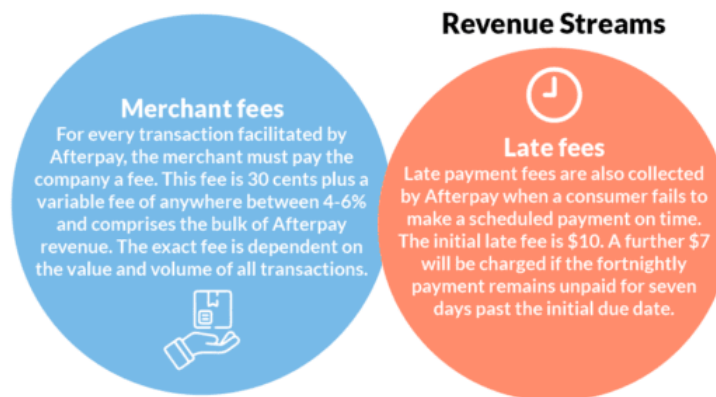 Revenue Streams
Merchant fees
For every transaction facilitated by
Afterpay, the merchant must pay the
company a fee. This fee is 30 cents plus a
variable fee of anywhere between 4-6%
and comprises the bulk of Afterpay
revenue. The exact fee is dependent on
the value and volume of all transactions.
Late fees
Late payment fees are also collected
by Afterpay when a consumer fails to
make a scheduled payment on time.
The initial late fee is $10. A further $7
will be charged if the fortnightly
payment remains unpaid for seven
days past the initial due date.